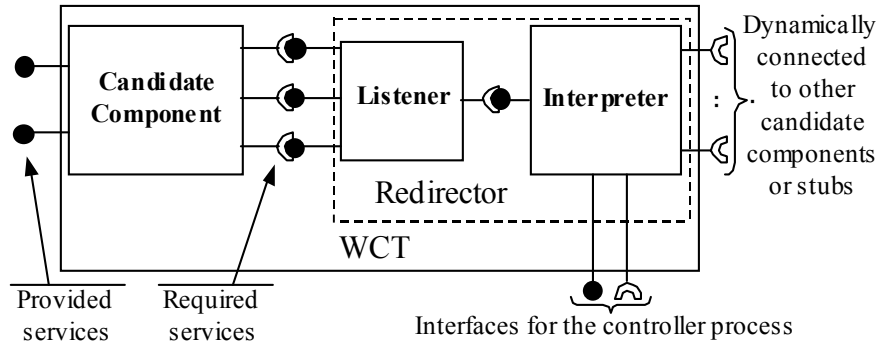 Candidate
Component
Listener
Interpreter
Redirector
WCT
Dynamically
connected
to other
candidate
components
or stubs
: .
Provided
services
Required
services
Interfaces for the controller process